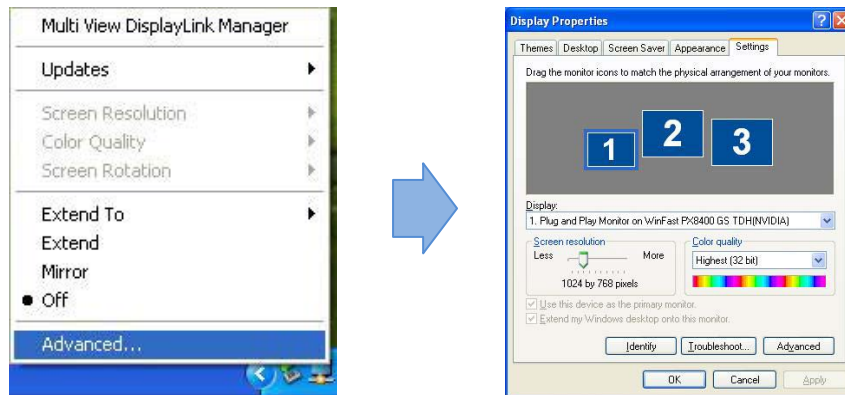 Multi View DisplayLink Manager
Updates
Screen Resolution
Color Quality
Screen Rotation
Extend To
Extend
Mirror
Off
Advanced...
Display Properties
Themes Desktop Screen Saver Appearance Settings
Drag the monitor icons to match the physical arrangement of your monitors.
1 2 3
Display:
1. Plug and Play Monitor on WinFast PX8400 GS TDH(NVIDIA)
Screen resolution
Less More
1024 by 768 pixels
Color quality
Highest (32 bit)
Use this device as the primary monitor.
Extend my Windows desktop onto this monitor.
Identify Troubleshoot... Advanced
OK Cancel Apply